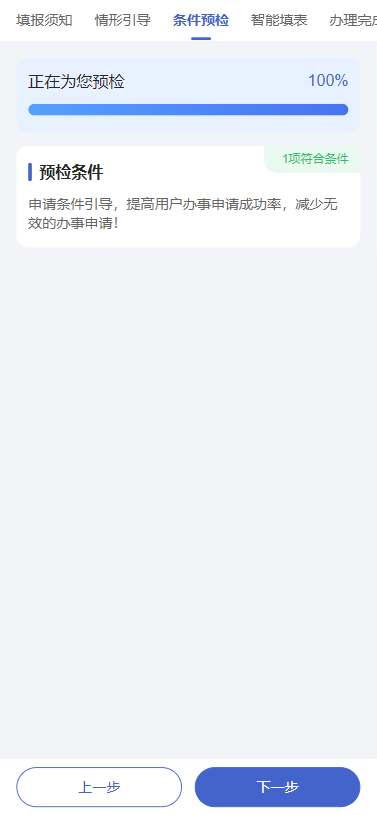 填报须知 情形引导 条件预检 智能填表 办理完成
正在为您预检 100%
1项符合条件
预检条件
申请条件引导，提高用户办事申请成功率，减少无
效的办事申请！
上一步 下一步